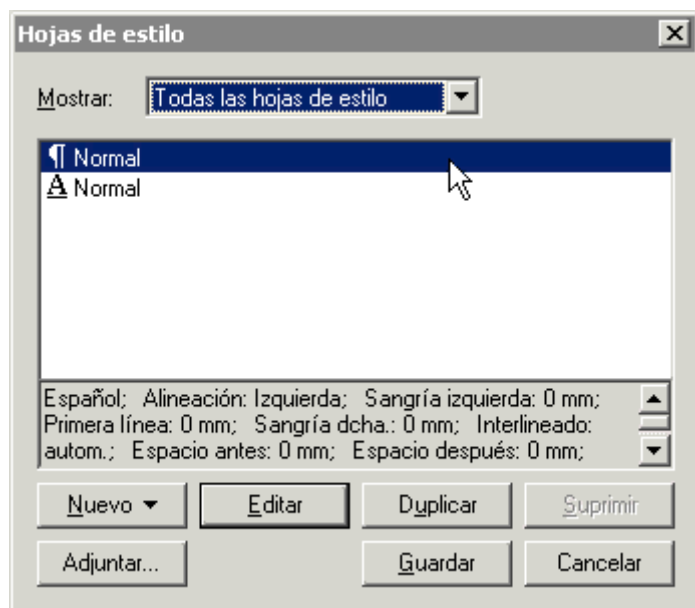 Hojas de estilo
Mostrar: Todas las hojas de estilo
¶ Normal
A Normal
Español; Alineación: Izquierda; Sangría izquierda: 0 mm;
Primera línea: 0 mm; Sangría dcha.: 0 mm; Interlineado:
autom.; Espacio antes: 0 mm; Espacio después: 0 mm;
Nuevo Editar Duplicar Suprimir
Adjuntar... Guardar Cancelar